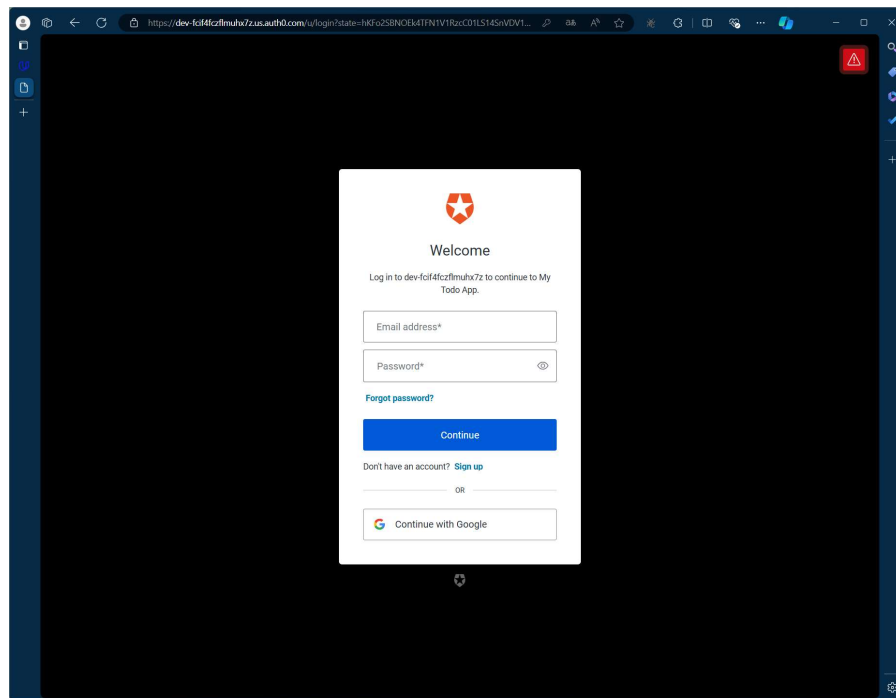 https://dev-fcif4fczflmuhx7z.us.auth0.com/u/login?state=hKFo2SBNOEk4TFN1V1RzcC01LS14SnVDV1...
Welcome
Log in to dev-fcif4fczflmuhx7z to continue to My
Todo App.
Email address*
Password*
Forgot password?
Continue
Don't have an account? Sign up
OR
Continue with Google